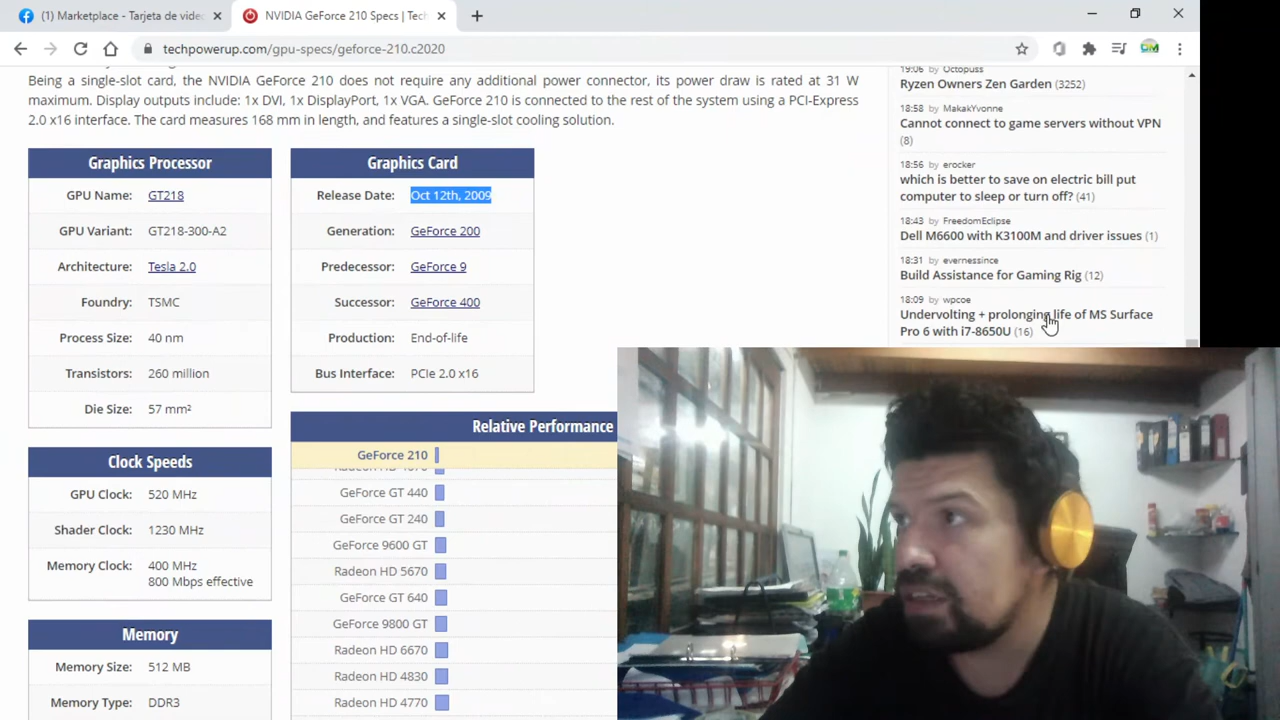 (1) Marketplace - Tarjeta de video
NVIDIA GeForce 210 Specs | Tech
techpowerup.com/gpu-specs/geforce-210.c2020
Being a single-slot card, the NVIDIA GeForce 210 does not require any additional power connector, its power draw is rated at 31 W
maximum. Display outputs include: 1x DVI, 1x DisplayPort, 1x VGA. GeForce 210 is connected to the rest of the system using a PCI-Express
2.0 x16 interface. The card measures 168 mm in length, and features a single-slot cooling solution.
Graphics Processor
GPU Name: GT218
GPU Variant: GT218-300-A2
Architecture: Tesla 2.0
Foundry: TSMC
Process Size: 40 nm
Transistors: 260 million
Die Size: 57 mm²
Clock Speeds
GPU Clock: 520 MHz
Shader Clock: 1230 MHz
Memory Clock: 400 MHz
800 Mbps effective
Memory
Memory Size: 512 MB
Memory Type: DDR3
Graphics Card
Release Date: Oct 12th, 2009
Generation: GeForce 200
Predecessor: GeForce 9
Successor: GeForce 400
Production: End-of-life
Bus Interface: PCIe 2.0 x16
Relative Performance
GeForce 210
GeForce GT 440
GeForce GT 240
GeForce 9600 GT
Radeon HD 5670
GeForce GT 640
GeForce 9800 GT
Radeon HD 6670
Radeon HD 4830
Radeon HD 4770
19:06 by Octopuss
Ryzen Owners Zen Garden (3252)
18:58 by MakakYvonne
Cannot connect to game servers without VPN
(8)
18:56 by erocker
which is better to save on electric bill put
computer to sleep or turn off? (41)
18:43 by FreedomEclipse
Dell M6600 with K3100M and driver issues (1)
18:31 by evernessince
Build Assistance for Gaming Rig (12)
18:09 by wpcoe
Undervolting + prolonging life of MS Surface
Pro 6 with i7-8650U (16)